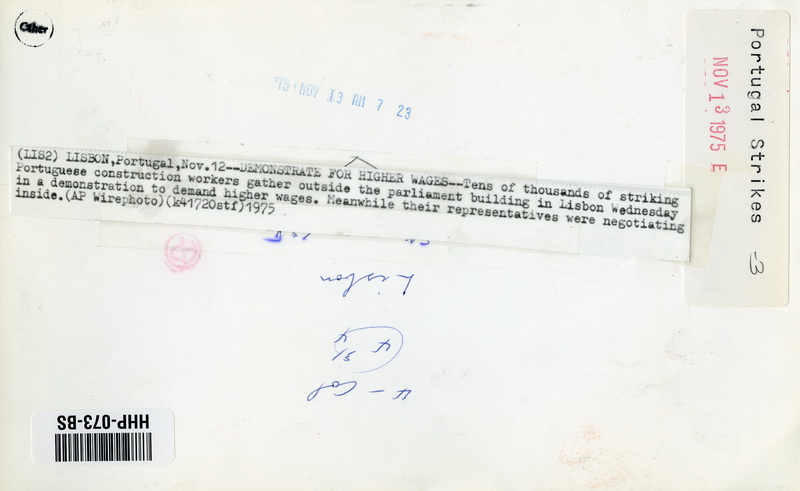 Other
'75 NOV 13 AM 7 23
Portugal Strikes -3
NOV 13 1975 E
(LIS2) LISBON,Portugal,Nov.12--DEMONSTRATE FOR HIGHER WAGES--Tens of thousands of striking
Portuguese construction workers gather outside the parliament building in Lisbon Wednesday
in a demonstration to demand higher wages. Meanwhile their representatives were negotiating
inside.(AP Wirephoto)(k41720stf)1975
Lisbon
4 - Col
HHP-073-BS